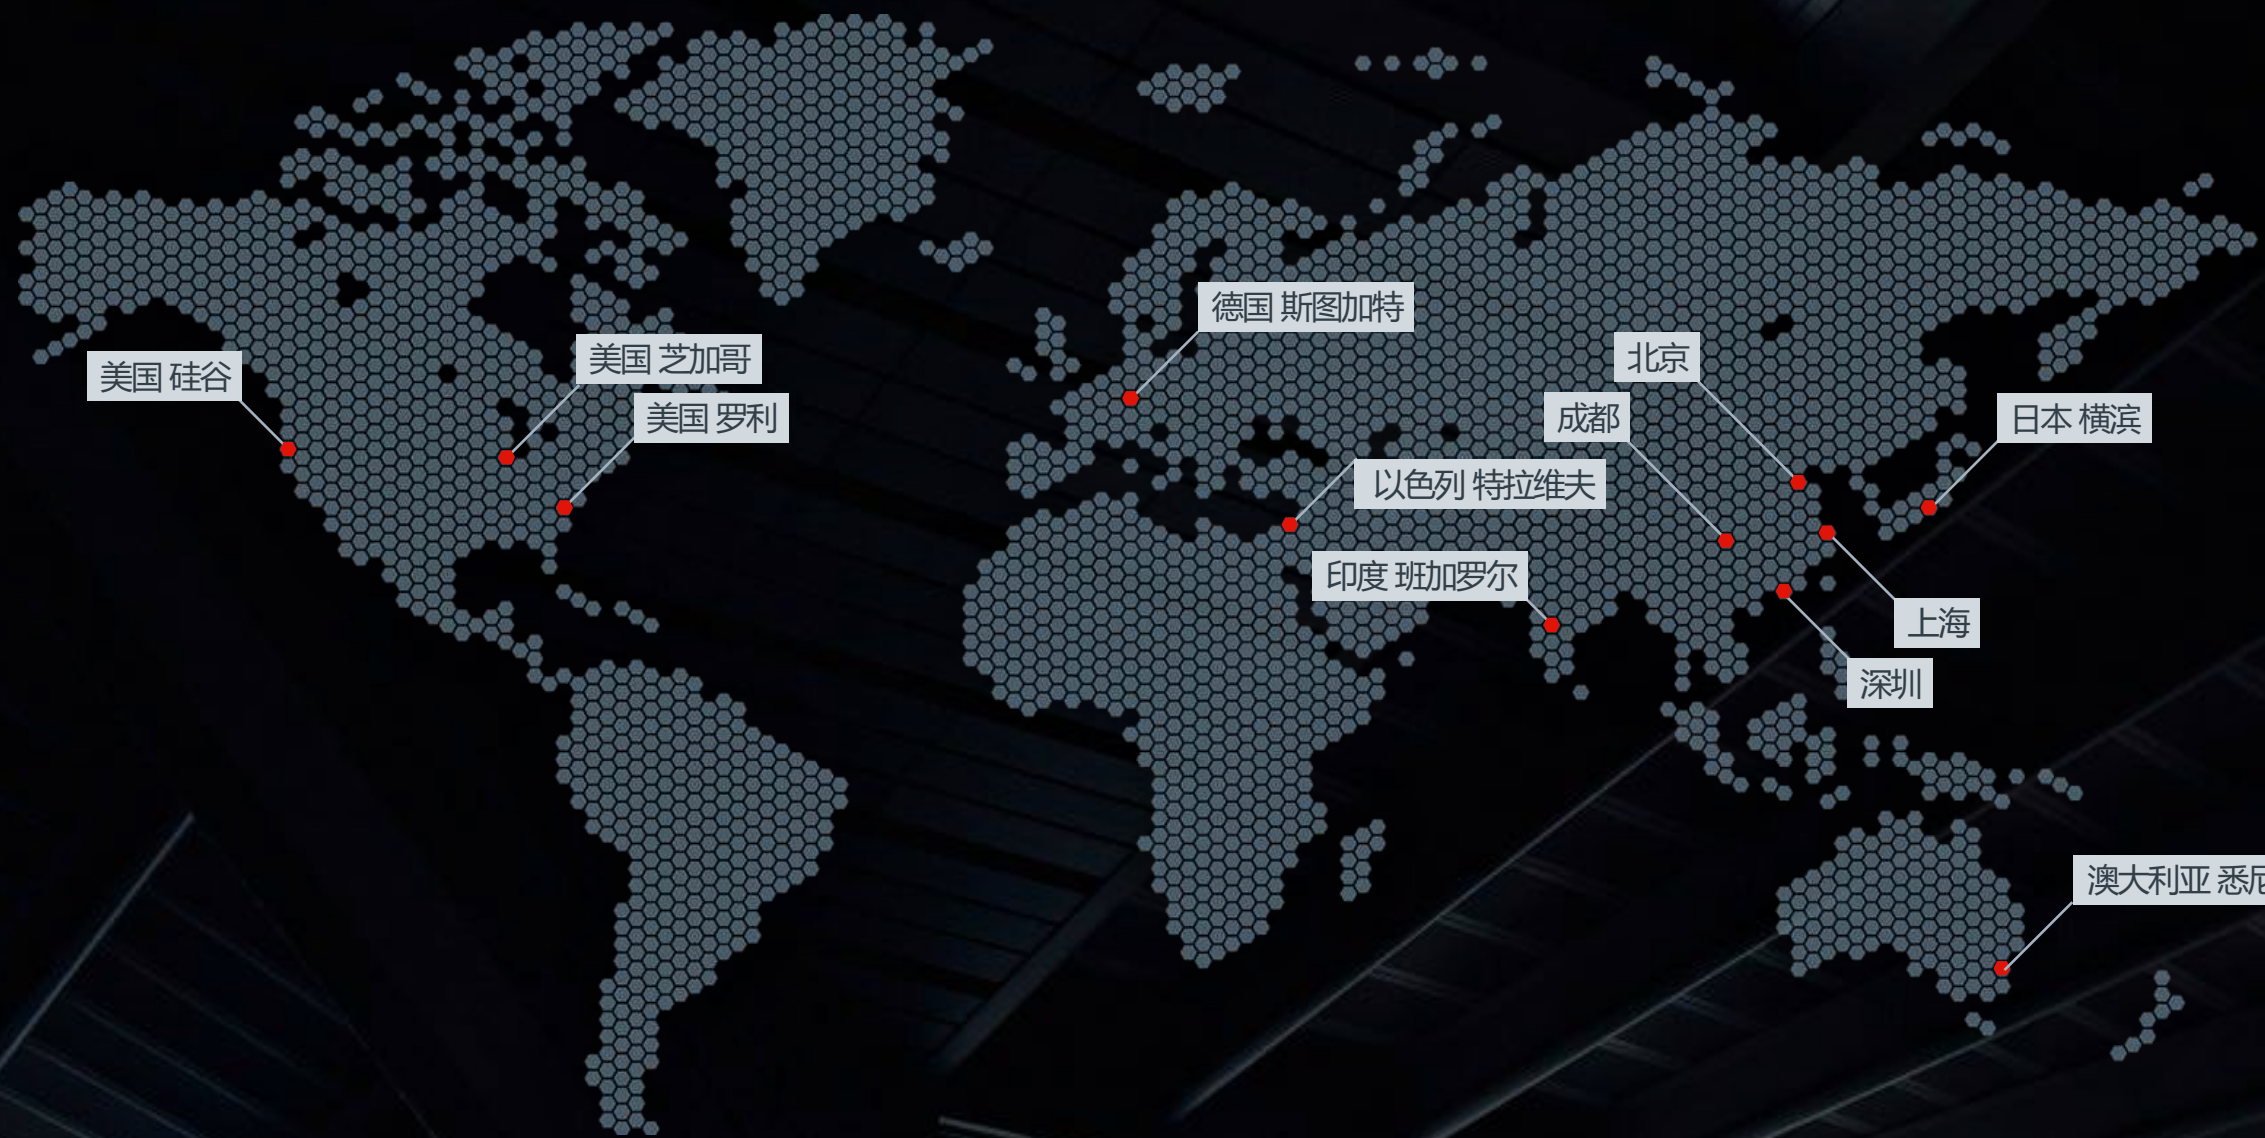 德国 斯图加特
北京
美国 芝加哥
美国 硅谷
美国 罗利
成都
日本 横滨
以色列 特拉维夫
印度 班加罗尔
上海
深圳
澳大利亚 悉